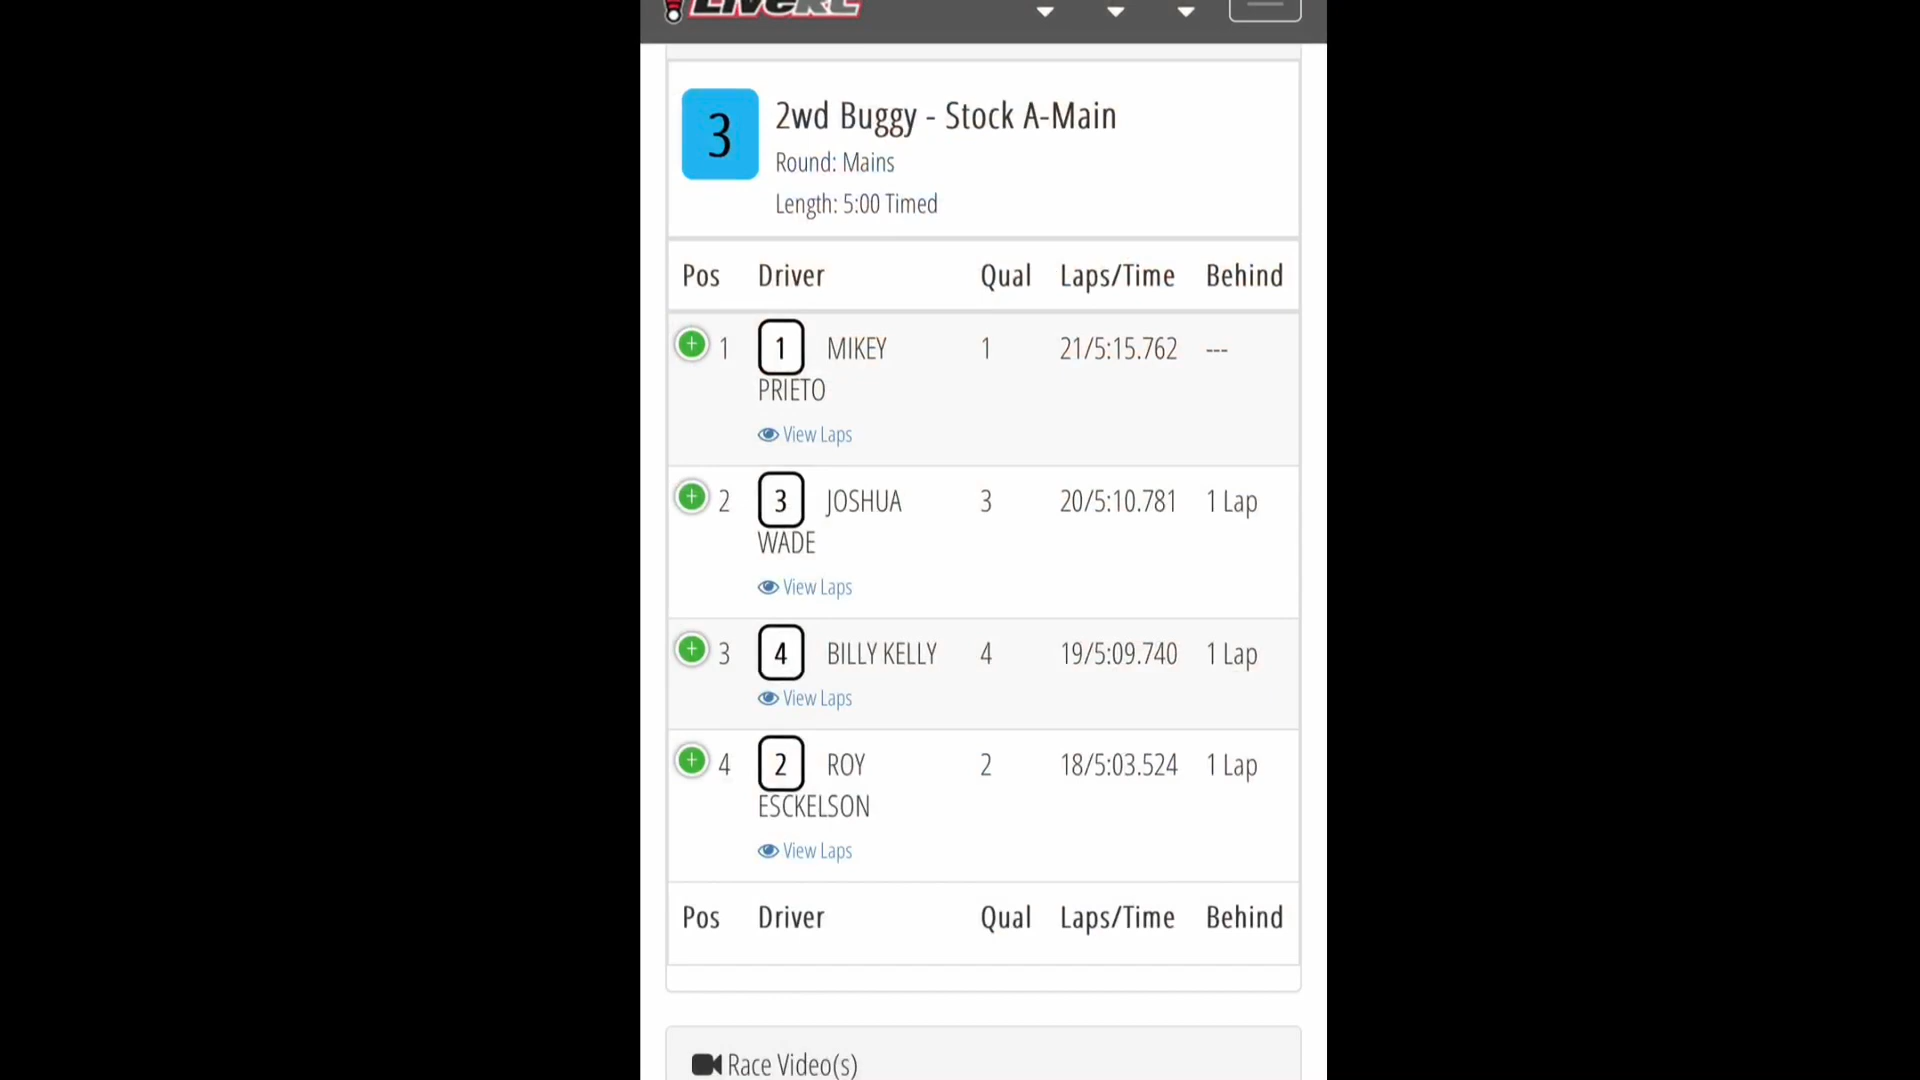 LiveRC
3
2wd Buggy - Stock A-Main
Round: Mains
Length: 5:00 Timed
Pos Driver Qual Laps/Time Behind
1 1 MIKEY PRIETO 1 21/5:15.762 ---
View Laps
2 3 JOSHUA WADE 3 20/5:10.781 1 Lap
View Laps
3 4 BILLY KELLY 4 19/5:09.740 1 Lap
View Laps
4 2 ROY ESCKELSON 2 18/5:03.524 1 Lap
View Laps
Pos Driver Qual Laps/Time Behind
Race Video(s)